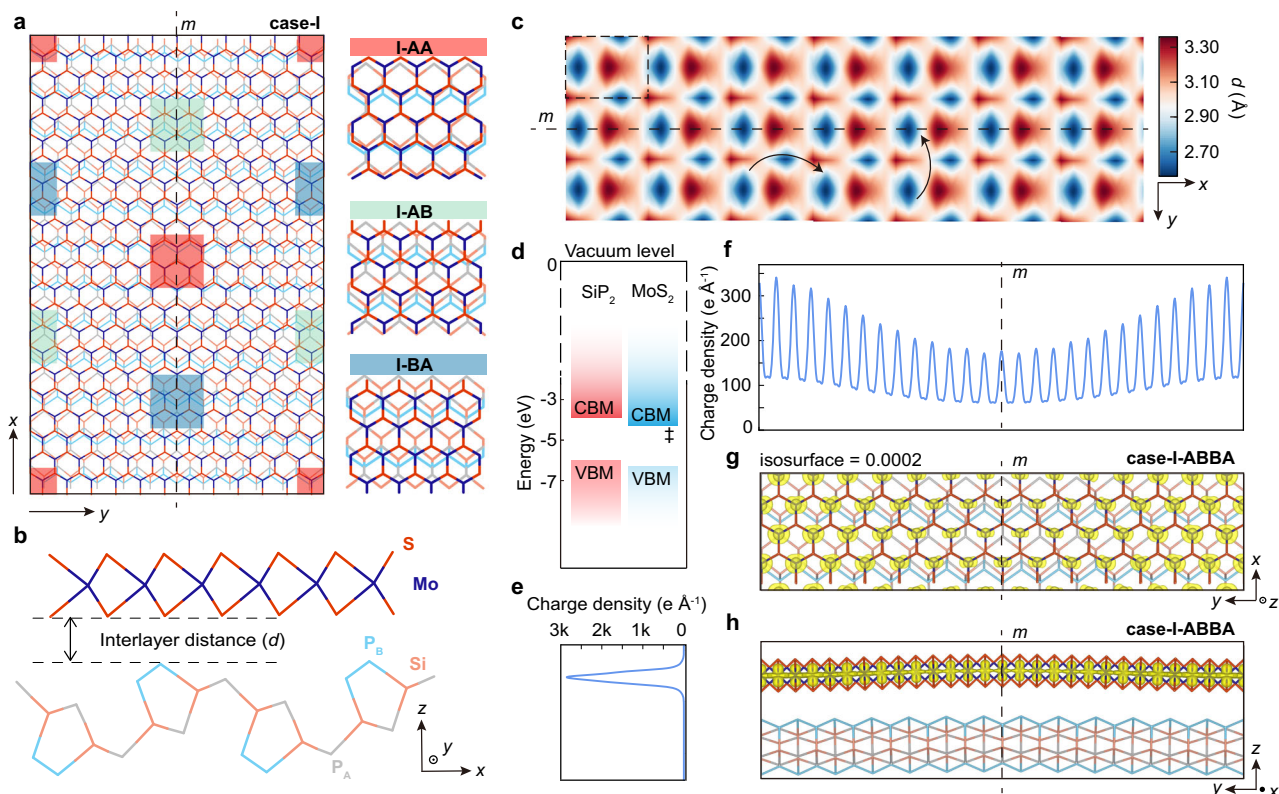 a
m
case-I
x
y
I-AA
I-AB
I-BA
b
S
Mo
Interlayer distance (d)
P_B
Si
P_A
z
y
x
c
m
3.30
3.10
2.90
2.70
d (Å)
x
y
d
Vacuum level
0
SiP₂
MoS₂
-3
-5
-7
Energy (eV)
CBM
CBM
‡
VBM
VBM
e
Charge density (e Å⁻¹)
3k 2k 1k 0
f
m
300
200
100
0
Charge density (e Å⁻¹)
g
isosurface = 0.0002
case-I-ABBA
m
x
y
z
h
case-I-ABBA
m
z
y
x